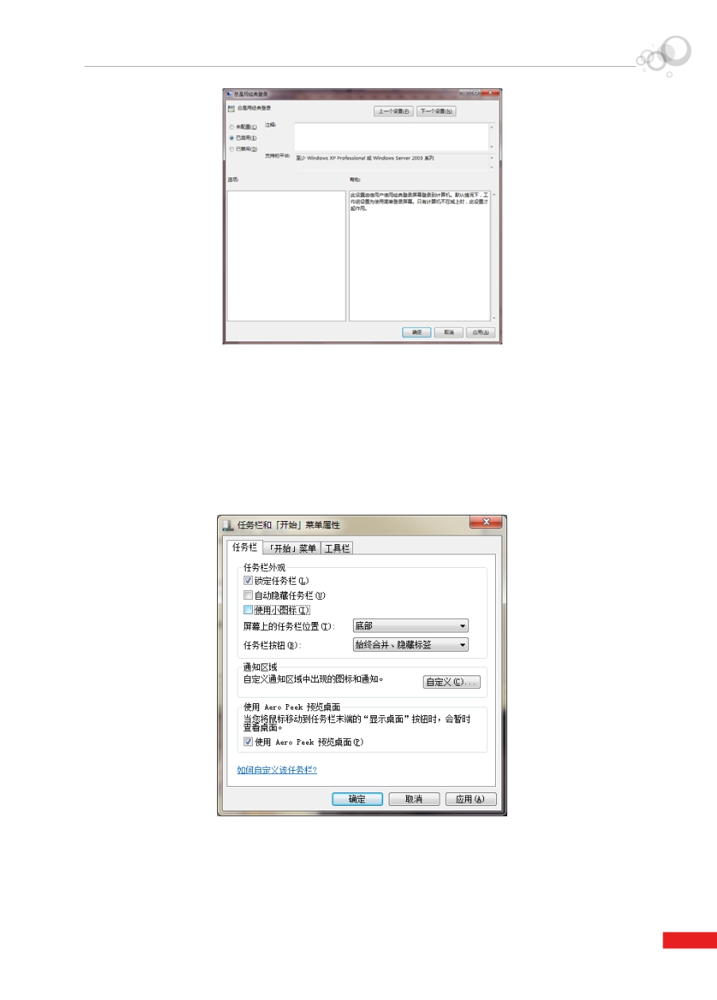 总是用经典登录
总是用经典登录
上一个设置(P) 下一个设置(N)
未配置(C) 注释:
已启用(E)
已禁用(D)
支持的平台: 至少 Windows XP Professional 或 Windows Server 2003 系列
选项: 帮助:
此设置迫使用户使用经典登录屏幕登录到计算机。默认情况下，工
作组设置为使用简单登录屏幕。只有计算机不在域上时，此设置才
起作用。
确定 取消 应用(A)
任务栏和「开始」菜单属性
任务栏 「开始」菜单 工具栏
任务栏外观
锁定任务栏(L)
自动隐藏任务栏(U)
使用小图标(I)
屏幕上的任务栏位置(T): 底部
任务栏按钮(B): 始终合并、隐藏标签
通知区域
自定义通知区域中出现的图标和通知。 自定义(C)...
使用 Aero Peek 预览桌面
当您将鼠标移动到任务栏末端的“显示桌面”按钮时，会暂时
查看桌面。
使用 Aero Peek 预览桌面(P)
如何自定义该任务栏?
确定 取消 应用(A)